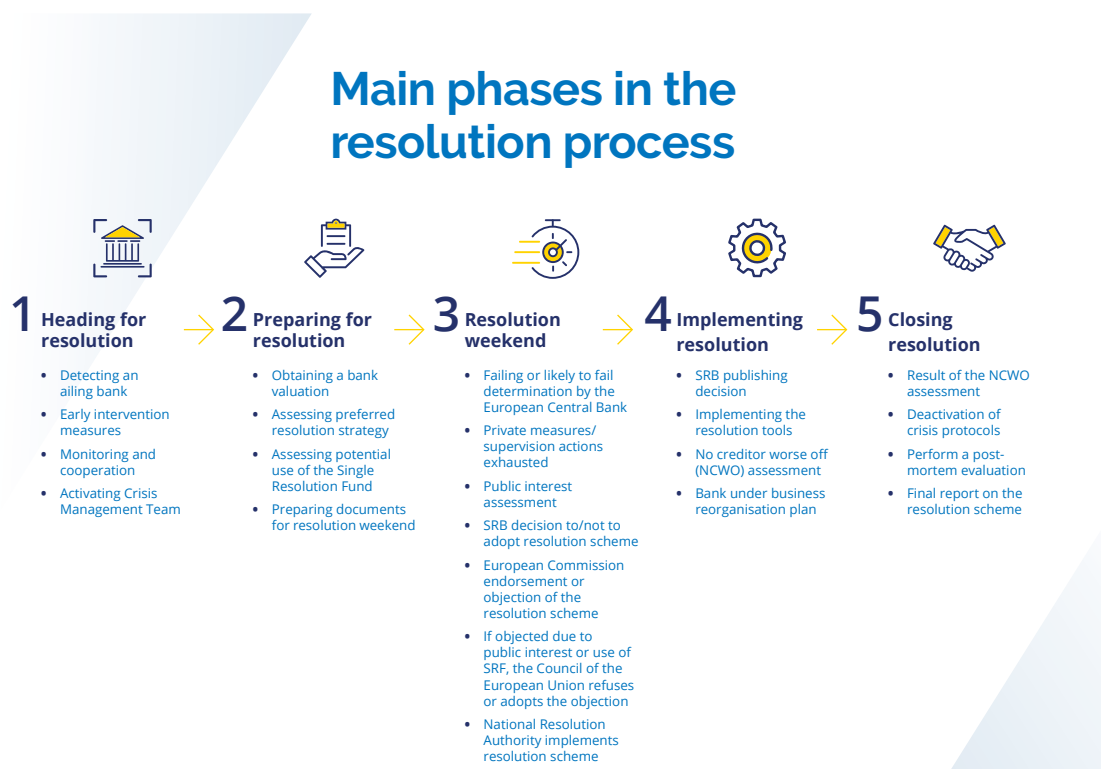 Main phases in the
resolution process
1 Heading for
resolution
• Detecting an
ailing bank
• Early intervention
measures
• Monitoring and
cooperation
• Activating Crisis
Management Team
2 Preparing for
resolution
• Obtaining a bank
valuation
• Assessing preferred
resolution strategy
• Assessing potential
use of the Single
Resolution Fund
• Preparing documents
for resolution weekend
3 Resolution
weekend
• Failing or likely to fail
determination by the
European Central Bank
• Private measures/
supervision actions
exhausted
• Public interest
assessment
• SRB decision to/not to
adopt resolution scheme
• European Commission
endorsement or
objection of the
resolution scheme
• If objected due to
public interest or use of
SRF, the Council of the
European Union refuses
or adopts the objection
• National Resolution
Authority implements
resolution scheme
4 Implementing
resolution
• SRB publishing
decision
• Implementing the
resolution tools
• No creditor worse off
(NCWO) assessment
• Bank under business
reorganisation plan
5 Closing
resolution
• Result of the NCWO
assessment
• Deactivation of
crisis protocols
• Perform a post-
mortem evaluation
• Final report on the
resolution scheme